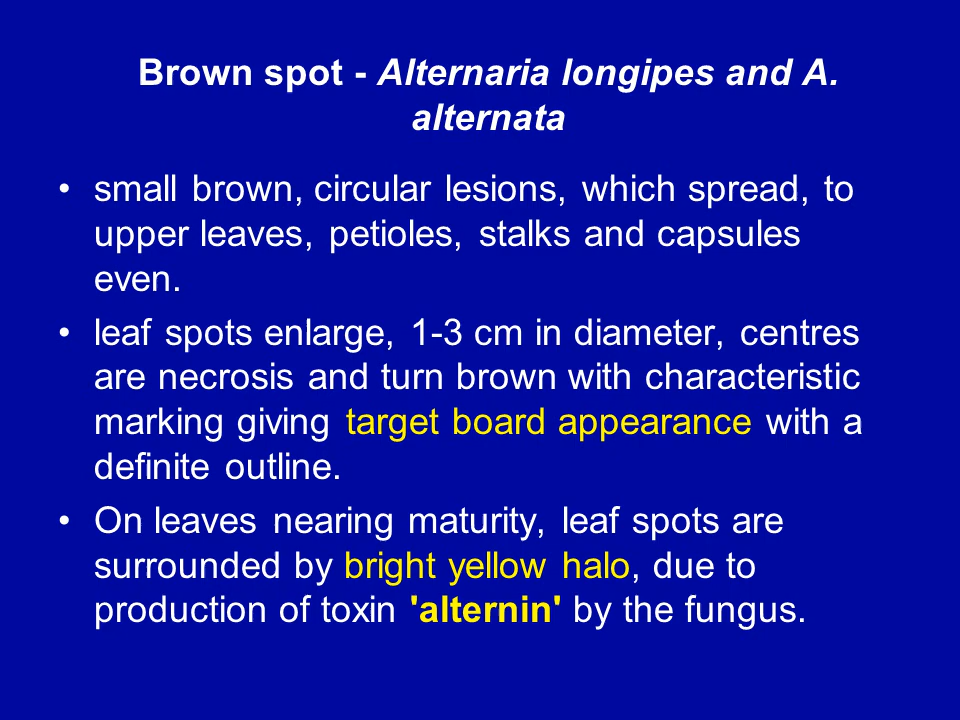 Brown spot - Alternaria longipes and A.
alternata
• small brown, circular lesions, which spread, to
upper leaves, petioles, stalks and capsules
even.
• leaf spots enlarge, 1-3 cm in diameter, centres
are necrosis and turn brown with characteristic
marking giving target board appearance with a
definite outline.
• On leaves nearing maturity, leaf spots are
surrounded by bright yellow halo, due to
production of toxin 'alternin' by the fungus.